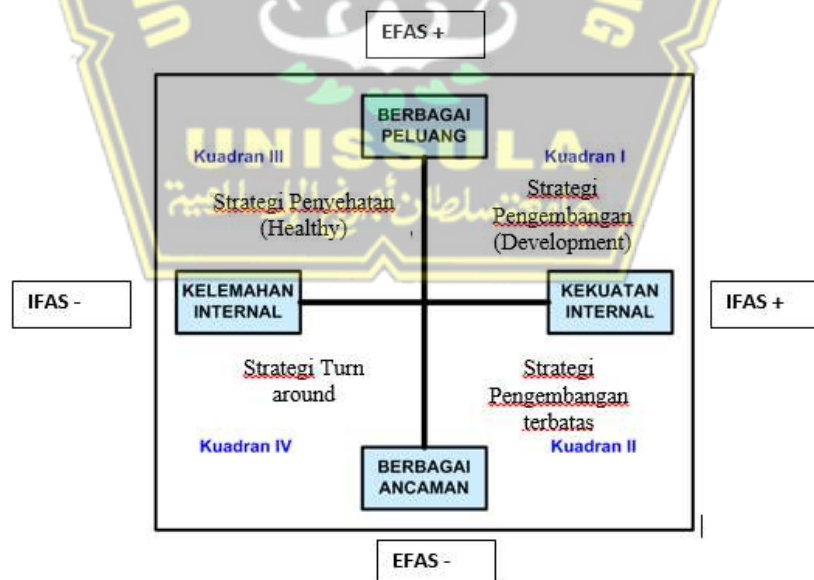 EFAS +
BERBAGAI
PELUANG
UNISSULA
Kuadran III
Kuadran I
Strategi Penyehatan
(Healthy)
Strategi
Pengembangan
(Development)
IFAS -
KELEMAHAN
INTERNAL
KEKUATAN
INTERNAL
IFAS +
Strategi Turn
around
Strategi
Pengembangan
terbatas
Kuadran IV
Kuadran II
BERBAGAI
ANCAMAN
EFAS -